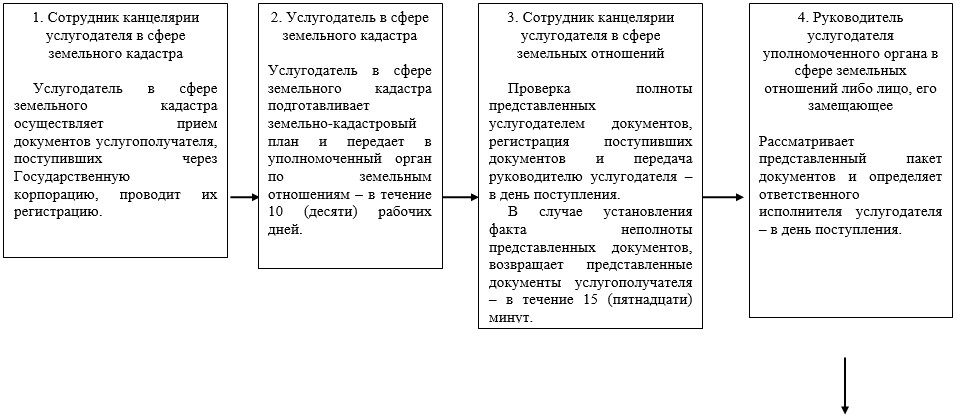 1. Сотрудник канцелярии
услугодателя в сфере
земельного кадастра
Услугодатель в сфере
земельного кадастра
осуществляет прием
документов услугополучателя,
поступивших через
Государственную
корпорацию, проводит их
регистрацию.
2. Услугодатель в сфере
земельного кадастра
Услугодатель в сфере
земельного кадастра
подготавливает
земельно-кадастровый
план и передает в
уполномоченный орган
по земельным
отношениям – в течение
10 (десяти) рабочих
дней.
3. Сотрудник канцелярии
услугодателя в сфере
земельных отношений
Проверка полноты
представленных
услугодателем документов,
регистрация поступивших
документов и передача
руководителю услугодателя –
в день поступления.
В случае установления
факта неполноты
представленных документов,
возвращает представленные
документы услугополучателя
– в течение 15 (пятнадцати)
минут.
4. Руководитель
услугодателя
уполномоченного органа в
сфере земельных
отношений либо лицо, его
замещающее
Рассматривает
представленный пакет
документов и определяет
ответственного
исполнителя услугодателя
– в день поступления.